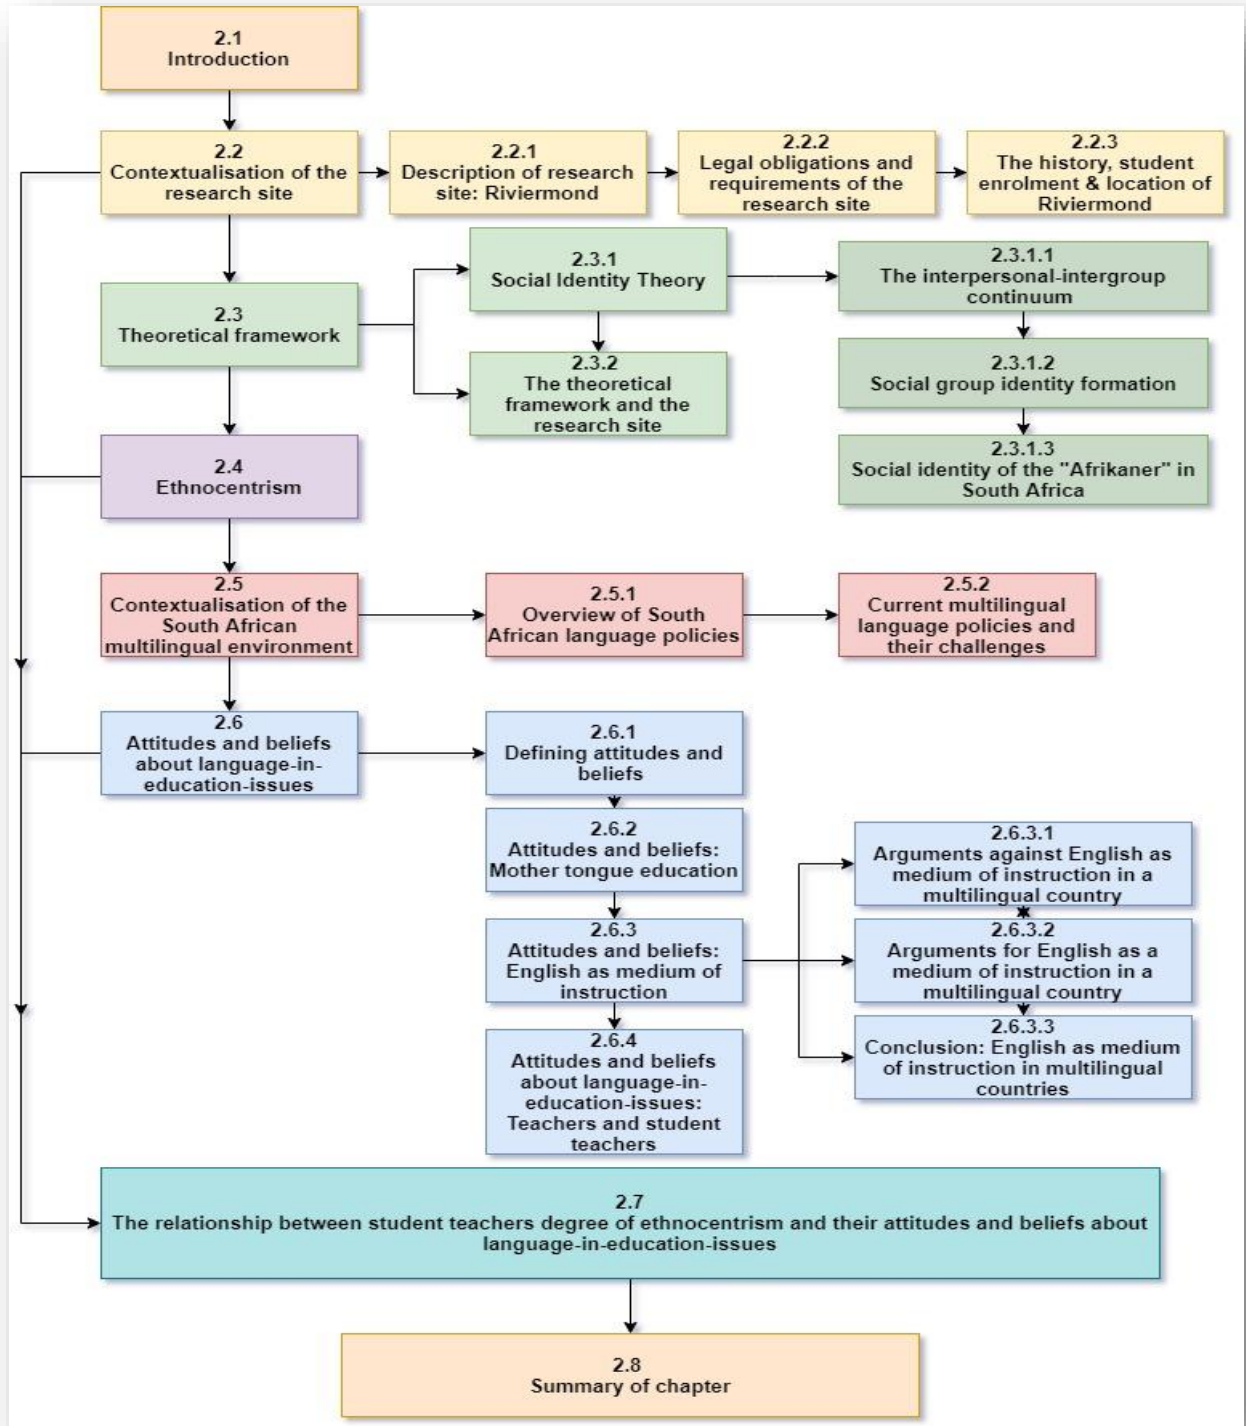 2.1
Introduction
2.2
Contextualisation of the
research site
2.2.1
Description of research
site: Riviermond
2.2.2
Legal obligations and
requirements of the
research site
2.2.3
The history, student
enrolment & location of
Riviermond
2.3
Theoretical framework
2.3.1
Social Identity Theory
2.3.2
The theoretical
framework and the
research site
2.3.1.1
The interpersonal-intergroup
continuum
2.3.1.2
Social group identity formation
2.3.1.3
Social identity of the "Afrikaner" in
South Africa
2.4
Ethnocentrism
2.5
Contextualisation of the
South African
multilingual environment
2.5.1
Overview of South
African language policies
2.5.2
Current multilingual
language policies and
their challenges
2.6
Attitudes and beliefs
about language-in-
education-issues
2.6.1
Defining attitudes and
beliefs
2.6.2
Attitudes and beliefs:
Mother tongue education
2.6.3
Attitudes and beliefs:
English as medium of
instruction
2.6.4
Attitudes and beliefs
about language-in-
education-issues:
Teachers and student
teachers
2.6.3.1
Arguments against English as
medium of instruction in a
multilingual country
2.6.3.2
Arguments for English as a
medium of instruction in a
multilingual country
2.6.3.3
Conclusion: English as medium
of instruction in multilingual
countries
2.7
The relationship between student teachers degree of ethnocentrism and their attitudes and beliefs about
language-in-education-issues
2.8
Summary of chapter